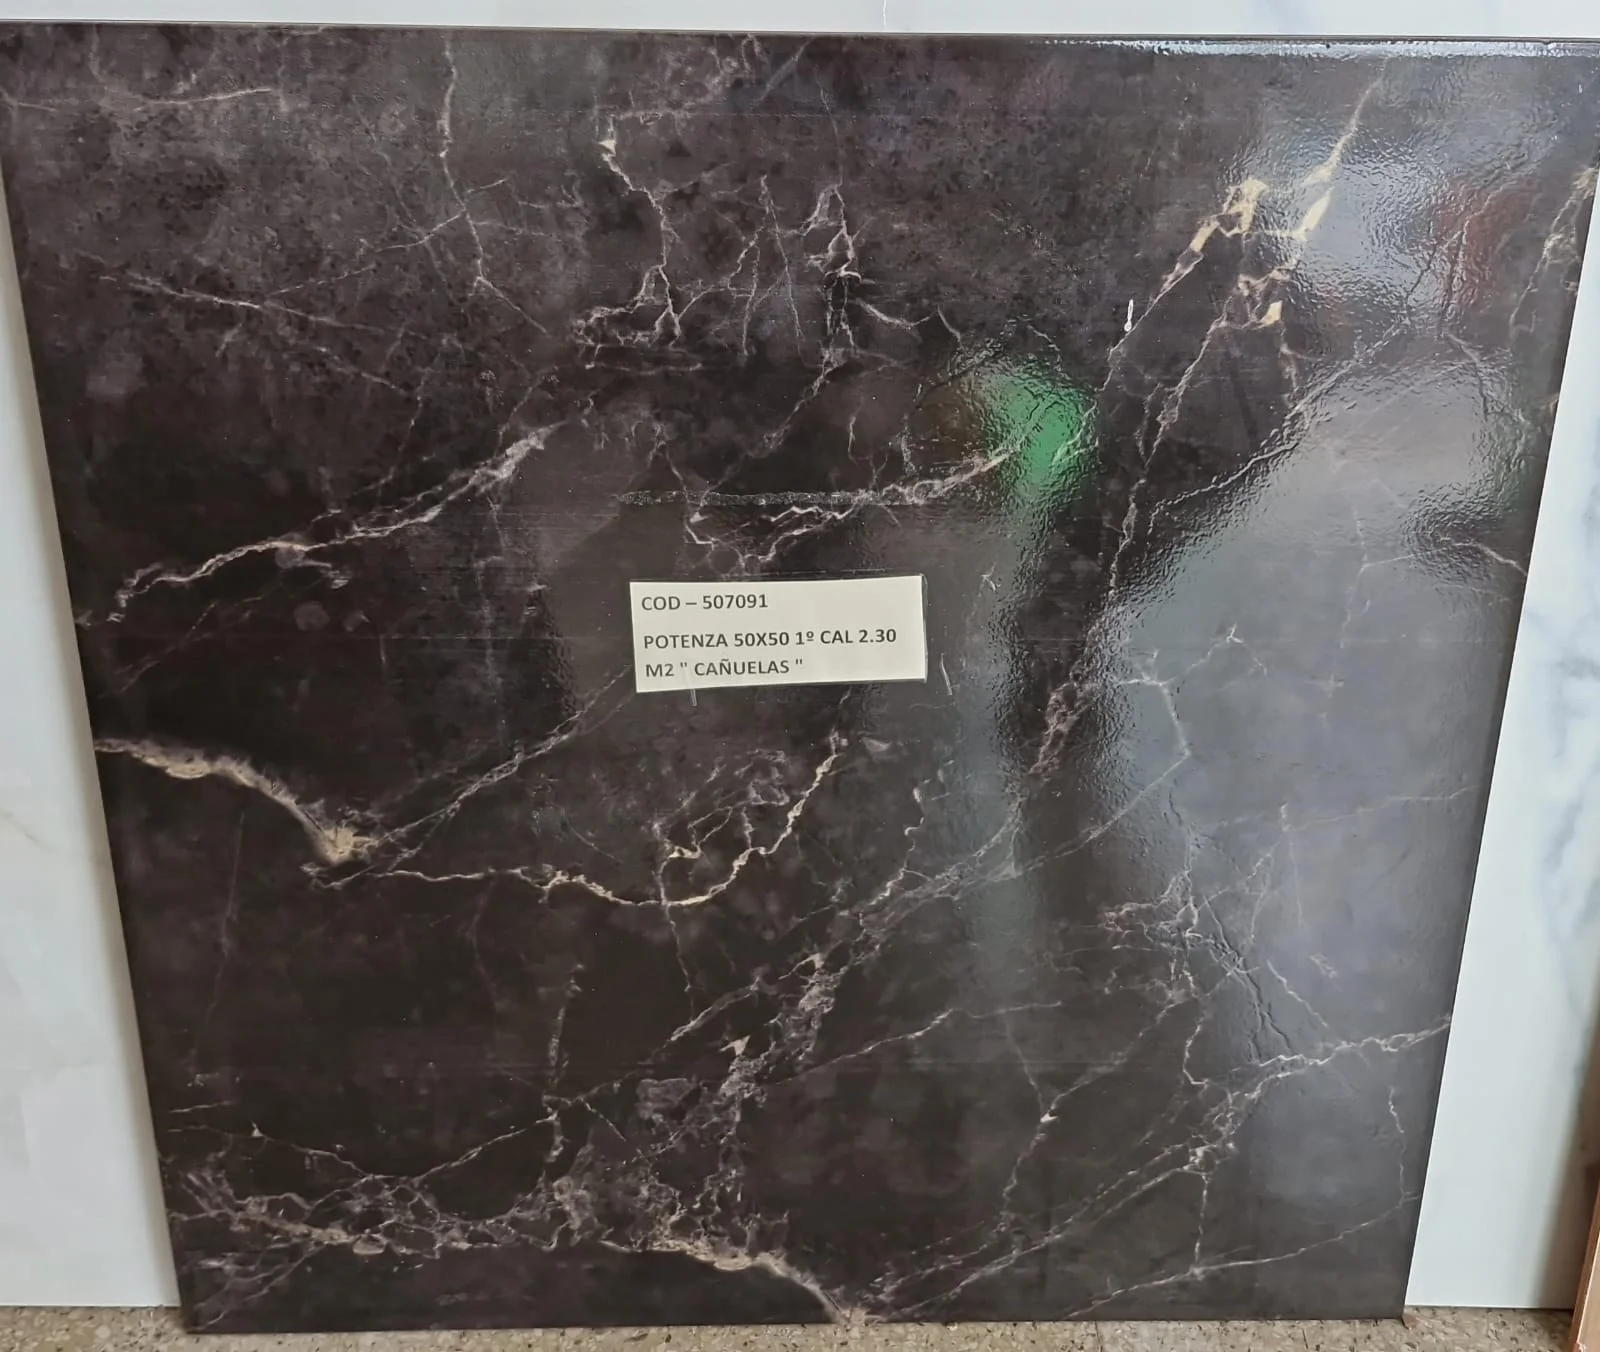 COD – 507091
POTENZA 50X50 1º CAL 2.30
M2 " CAÑUELAS "